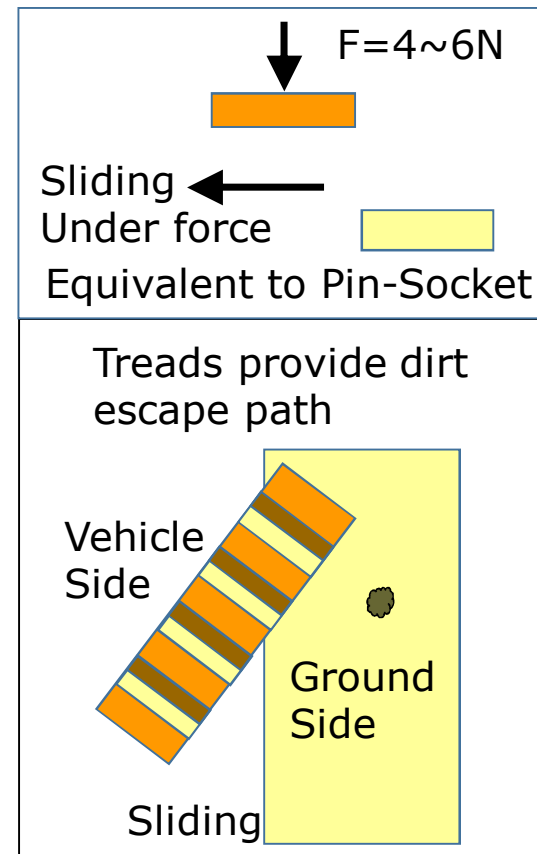 F=4~6N
Sliding
Under force
Equivalent to Pin-Socket
Treads provide dirt
escape path
Vehicle
Side
Ground
Side
Sliding